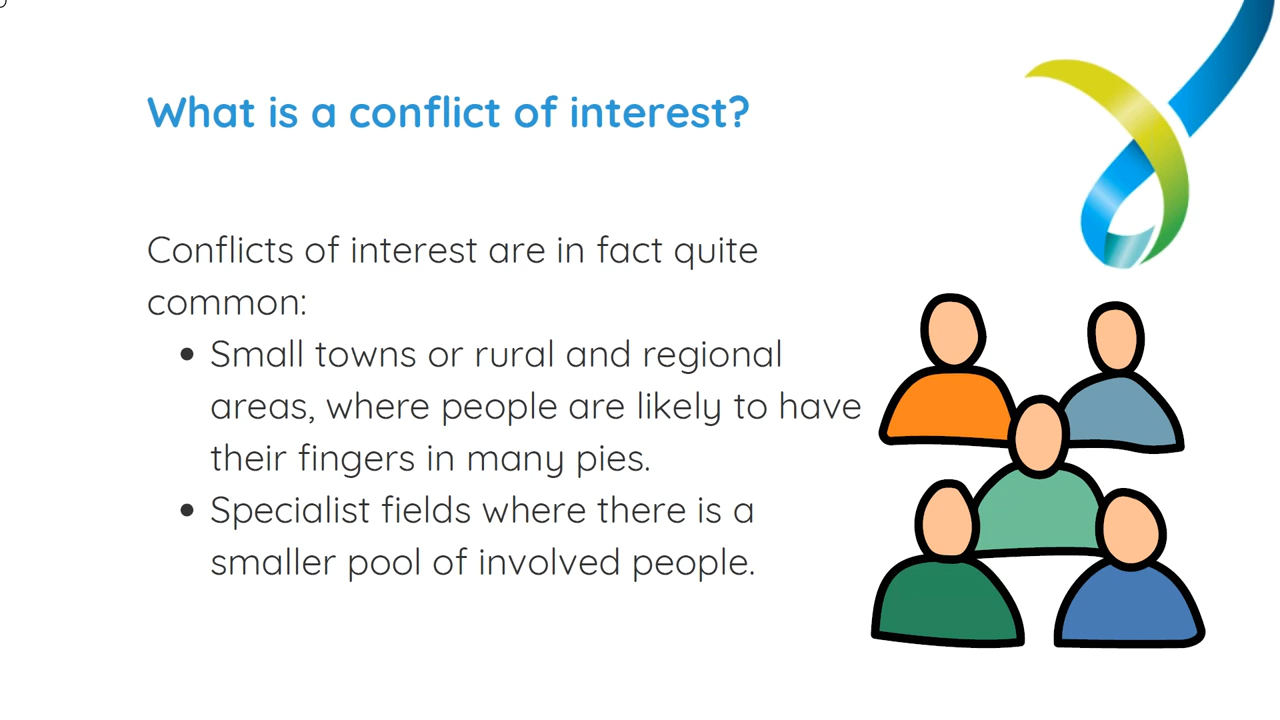 What is a conflict of interest?
Conflicts of interest are in fact quite
common:
• Small towns or rural and regional
areas, where people are likely to have
their fingers in many pies.
• Specialist fields where there is a
smaller pool of involved people.